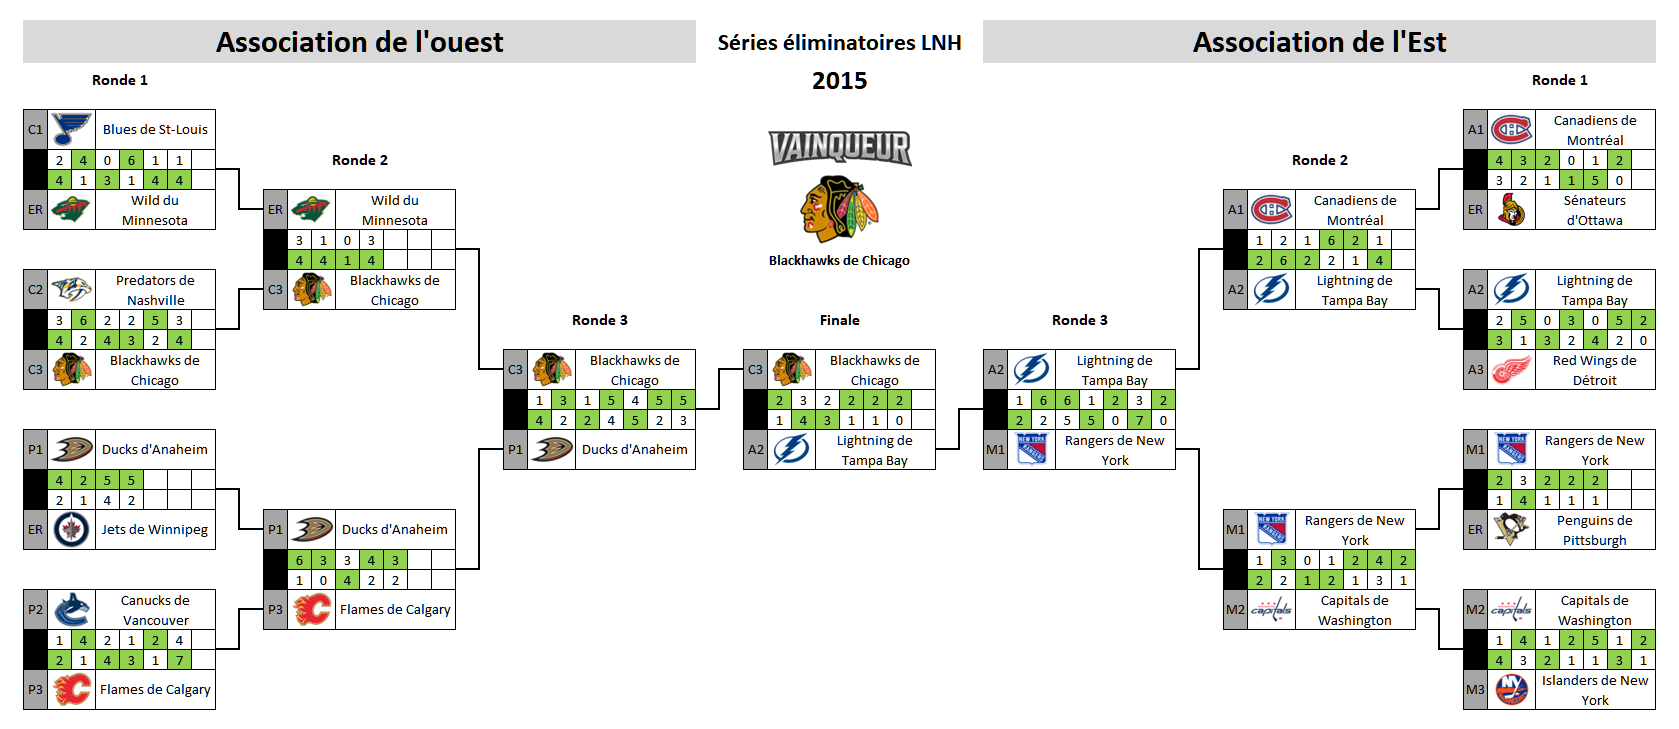 Association de l'ouest
Séries éliminatoires LNH
2015
Association de l'Est
Ronde 1
C1 Blues de St-Louis
2 4 0 6 1 1
4 1 3 1 4 4
ER Wild du
Minnesota
C2 Predators de
Nashville
3 6 2 2 5 3
4 2 4 3 2 4
C3 Blackhawks de
Chicago
P1 Ducks d'Anaheim
4 2 5 5
2 1 4 2
ER Jets de Winnipeg
P2 Canucks de
Vancouver
1 4 2 1 2 4
2 1 4 3 1 7
P3 Flames de Calgary
Ronde 2
ER Wild du
Minnesota
3 1 0 3
4 4 1 4
C3 Blackhawks de
Chicago
P1 Ducks d'Anaheim
6 3 3 4 3
1 0 4 2 2
P3 Flames de Calgary
Ronde 3
C3 Blackhawks de
Chicago
1 3 1 5 4 5 5
4 2 2 4 5 2 3
P1 Ducks d'Anaheim
VAINQUEUR
Blackhawks de Chicago
Finale
C3 Blackhawks de
Chicago
2 3 2 2 2 2
1 4 3 1 1 0
A2 Lightning de
Tampa Bay
Ronde 3
A2 Lightning de
Tampa Bay
1 6 6 1 2 3 2
2 2 5 5 0 7 0
M1 NEW YORK RANGERS Rangers de New
York
Ronde 2
A1 Canadiens de
Montréal
1 2 1 6 2 1
2 6 2 2 1 4
A2 Lightning de
Tampa Bay
M1 NEW YORK RANGERS Rangers de New
York
1 3 0 1 2 4 2
2 2 1 2 1 3 1
M2 capitals Capitals de
Washington
Ronde 1
A1 Canadiens de
Montréal
4 3 2 0 1 2
3 2 1 1 5 0
ER Sénateurs
d'Ottawa
A2 Lightning de
Tampa Bay
2 5 0 3 0 5 2
3 1 3 2 4 2 0
A3 Red Wings de
Détroit
M1 NEW YORK RANGERS Rangers de New
York
2 3 2 2 2
1 4 1 1 1
ER Penguins de
Pittsburgh
M2 capitals Capitals de
Washington
1 4 1 2 5 1 2
4 3 2 1 1 3 1
M3 NY Islanders de New
York